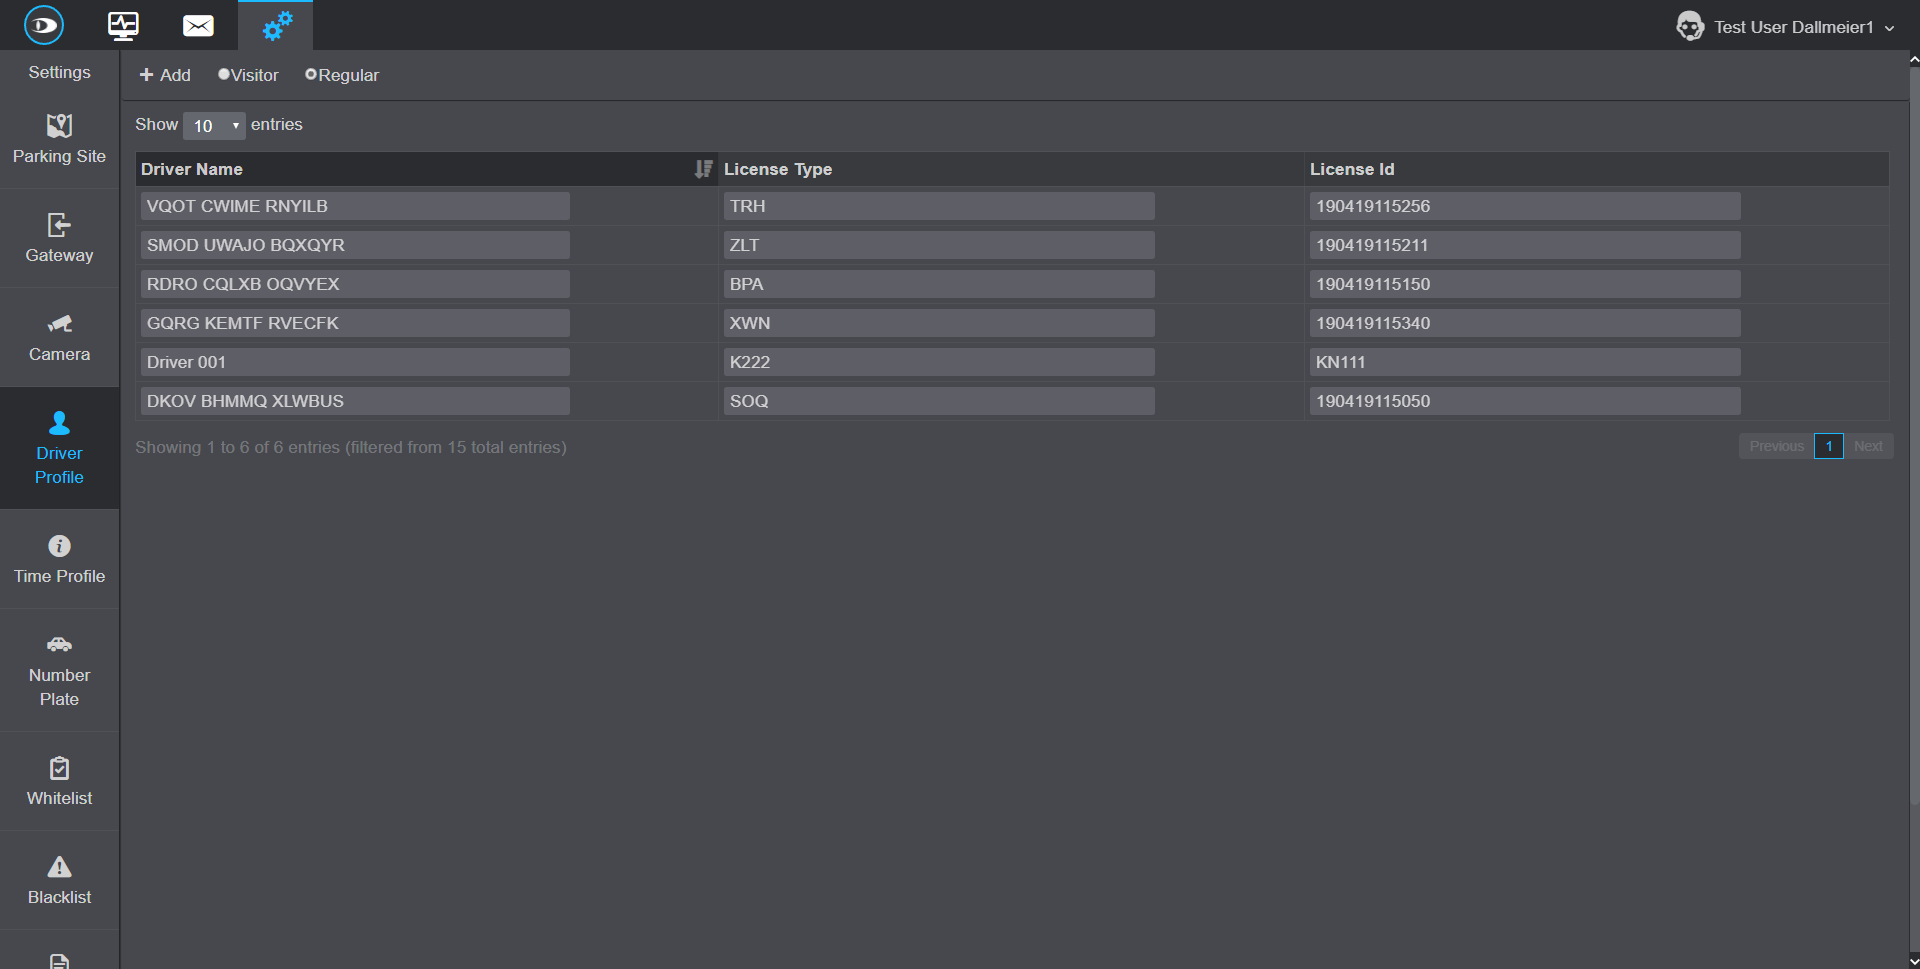 Test User Dallmeier1
Settings
Parking Site
Gateway
Camera
Driver
Profile
Time Profile
Number
Plate
Whitelist
Blacklist
+ Add Visitor Regular
Show 10 entries
Driver Name License Type License Id
VQOT CWIME RNYILB TRH 190419115256
SMOD UWAJO BQXQYR ZLT 190419115211
RDRO CQLXB OQVYEX BPA 190419115150
GQRG KEMTF RVECFK XWN 190419115340
Driver 001 K222 KN111
DKOV BHMMQ XLWBUS SOQ 190419115050
Showing 1 to 6 of 6 entries (filtered from 15 total entries)
Previous 1 Next